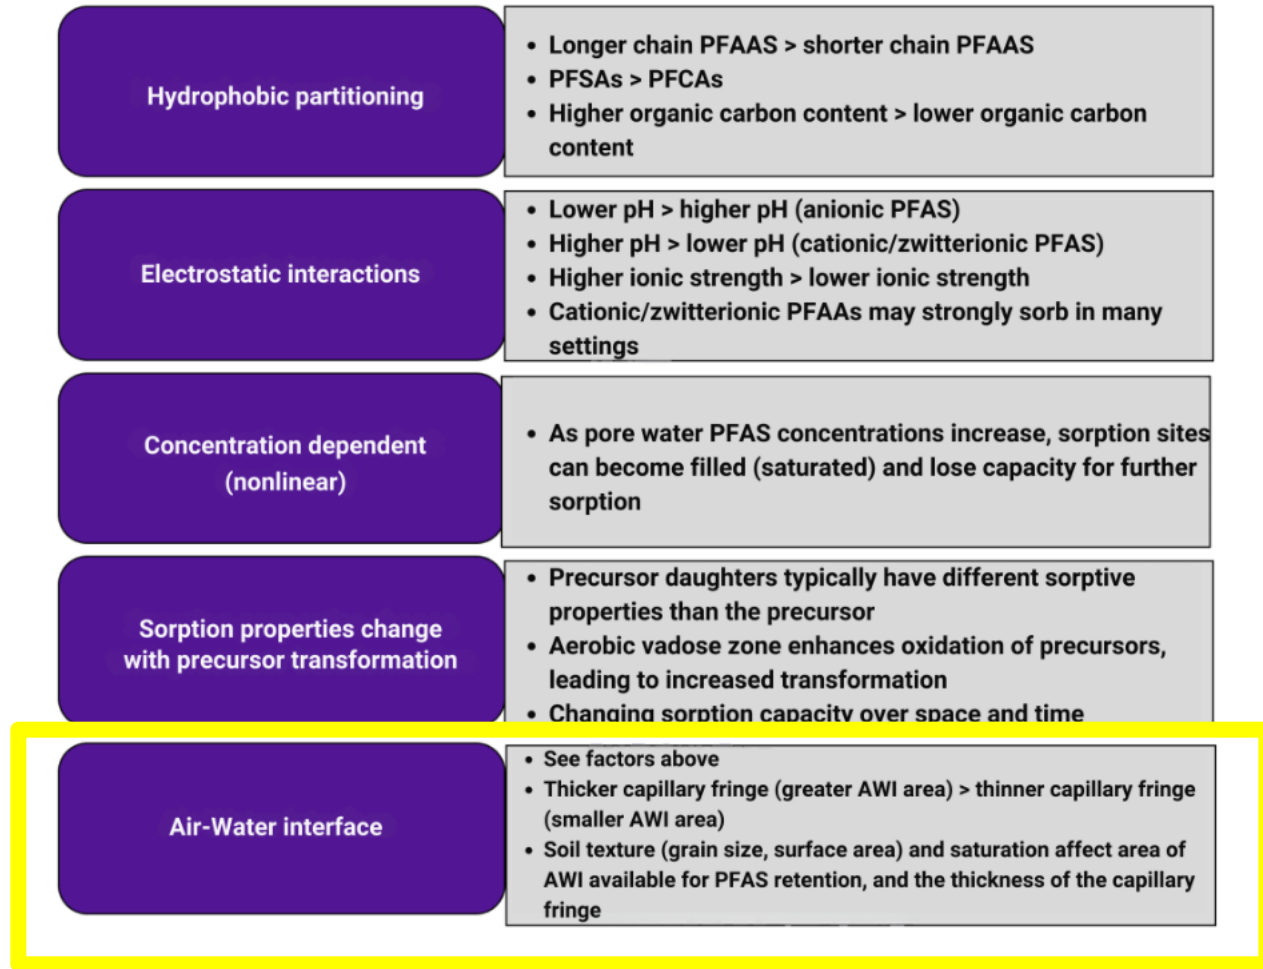 Hydrophobic partitioning
• Longer chain PFAAS > shorter chain PFAAS
• PFSAs > PFCAs
• Higher organic carbon content > lower organic carbon
content
Electrostatic interactions
• Lower pH > higher pH (anionic PFAS)
• Higher pH > lower pH (cationic/zwitterionic PFAS)
• Higher ionic strength > lower ionic strength
• Cationic/zwitterionic PFAAs may strongly sorb in many
settings
Concentration dependent
(nonlinear)
• As pore water PFAS concentrations increase, sorption sites
can become filled (saturated) and lose capacity for further
sorption
Sorption properties change
with precursor transformation
• Precursor daughters typically have different sorptive
properties than the precursor
• Aerobic vadose zone enhances oxidation of precursors,
leading to increased transformation
• Changing sorption capacity over space and time
Air-Water interface
• See factors above
• Thicker capillary fringe (greater AWI area) > thinner capillary fringe
(smaller AWI area)
• Soil texture (grain size, surface area) and saturation affect area of
AWI available for PFAS retention, and the thickness of the capillary
fringe